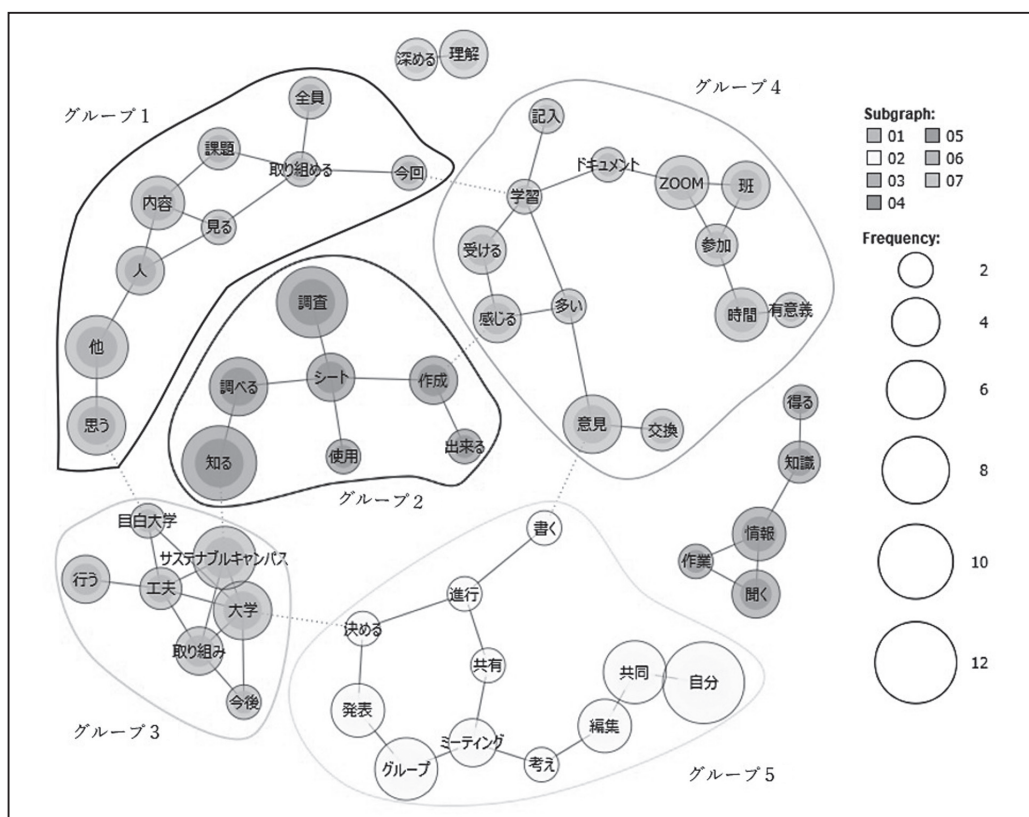 深める
理解
グループ1
全員
課題
取り組める
今回
内容
見る
人
他
思う
グループ4
記入
ドキュメント
学習
ZOOM
班
受ける
参加
感じる
多い
時間
有意義
意見
交換
調査
調べる
シート
作成
知る
使用
出来る
グループ2
得る
知識
情報
作業
聞く
目白大学
サステナブルキャンパス
行う
工夫
大学
取り組み
今後
グループ3
書く
進行
決める
共有
共同
自分
発表
編集
ミーティング
グループ
考え
グループ5
Subgraph:
01 05
02 06
03 07
04
Frequency:
2
4
6
8
10
12